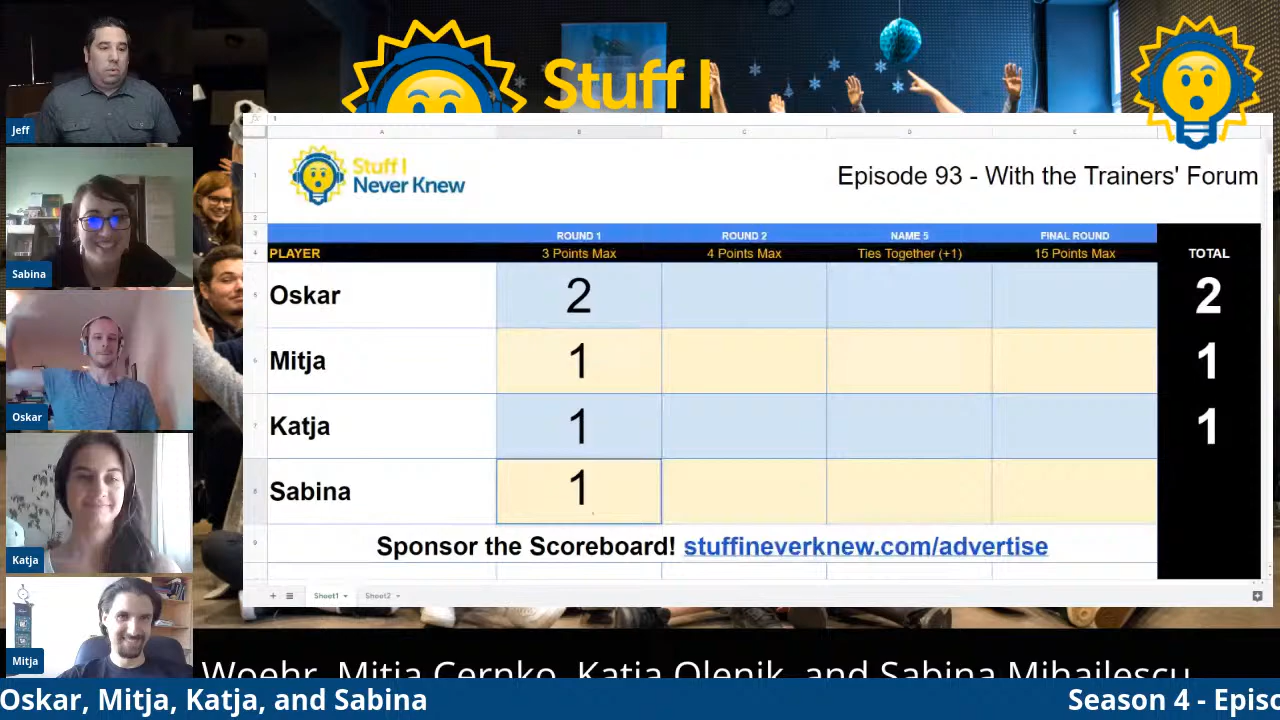 Stuff I
Jeff
Sabina
Oskar
Katja
Mitja
1
A B C D E
Stuff I
Never Knew
Episode 93 - With the Trainers' Forum
ROUND 1 ROUND 2 NAME 5 FINAL ROUND
PLAYER 3 Points Max 4 Points Max Ties Together (+1) 15 Points Max TOTAL
Oskar 2 2
Mitja 1 1
Katja 1 1
Sabina 1
Sponsor the Scoreboard! stuffineverknew.com/advertise
Sheet1 Sheet2
Woehr, Mitja Cernko, Katja Olenik, and Sabina Mihailescu
Oskar, Mitja, Katja, and Sabina
Season 4 - Episo